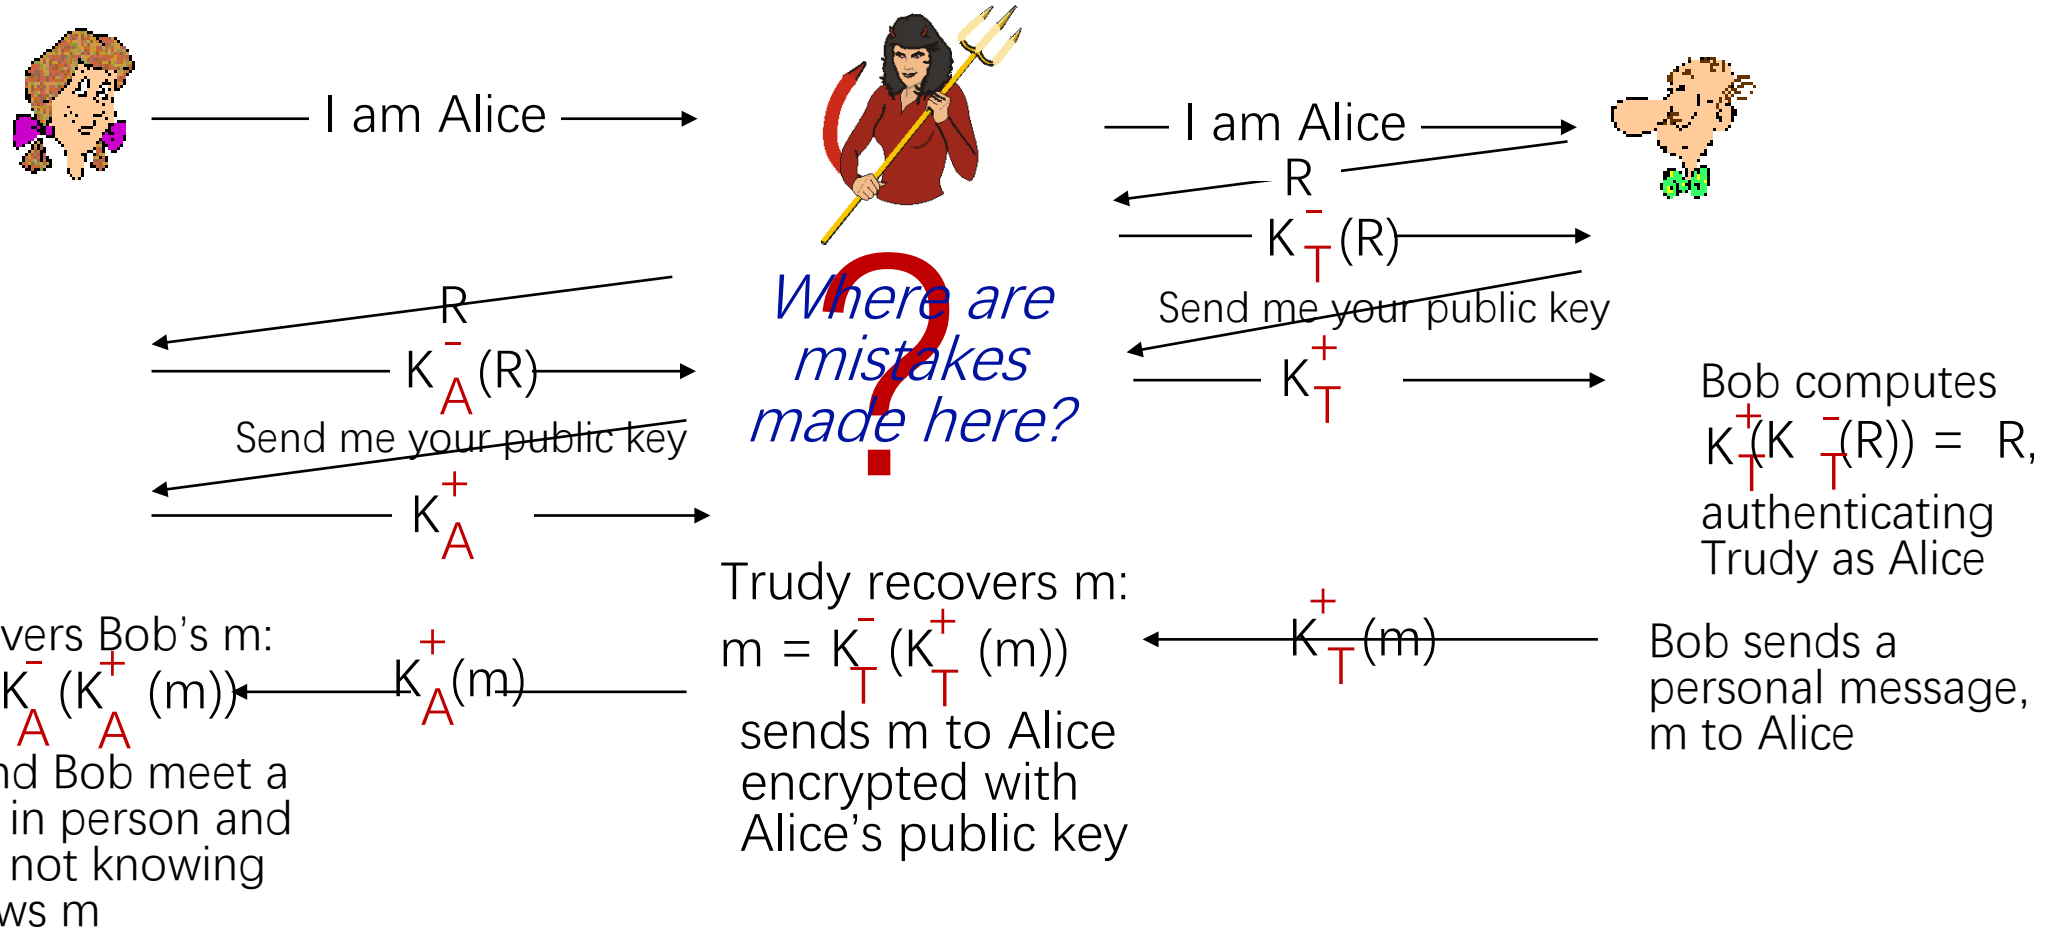 I am Alice
I am Alice
R
K⁻T(R)
Send me your public key
K⁺T
R
K⁻A(R)
Send me your public key
K⁺A
?
Where are
mistakes
made here?
Bob computes
K⁺T(K⁻T(R)) = R,
authenticating
Trudy as Alice
K⁺T(m)
Bob sends a
personal message,
m to Alice
Trudy recovers m:
m = K⁻T(K⁺T(m))
sends m to Alice
encrypted with
Alice’s public key
K⁺A(m)
vers Bob’s m:
K⁻A(K⁺A(m))
nd Bob meet a
in person and
not knowing
ws m